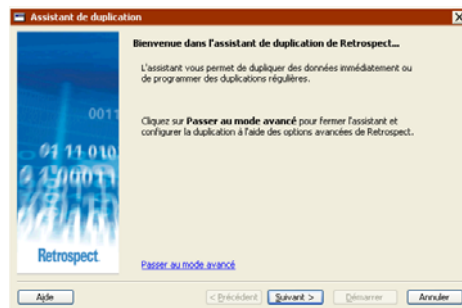 Assistant de duplication
Bienvenue dans l'assistant de duplication de Retrospect...
L'assistant vous permet de dupliquer des données immédiatement ou
de programmer des duplications régulières.
Cliquez sur Passer au mode avancé pour fermer l'assistant et
configurer la duplication à l'aide des options avancées de Retrospect.
0011
01 11 010
Retrospect
Passer au mode avancé
Aide
< Précédent
Suivant >
Démarrer
Annuler